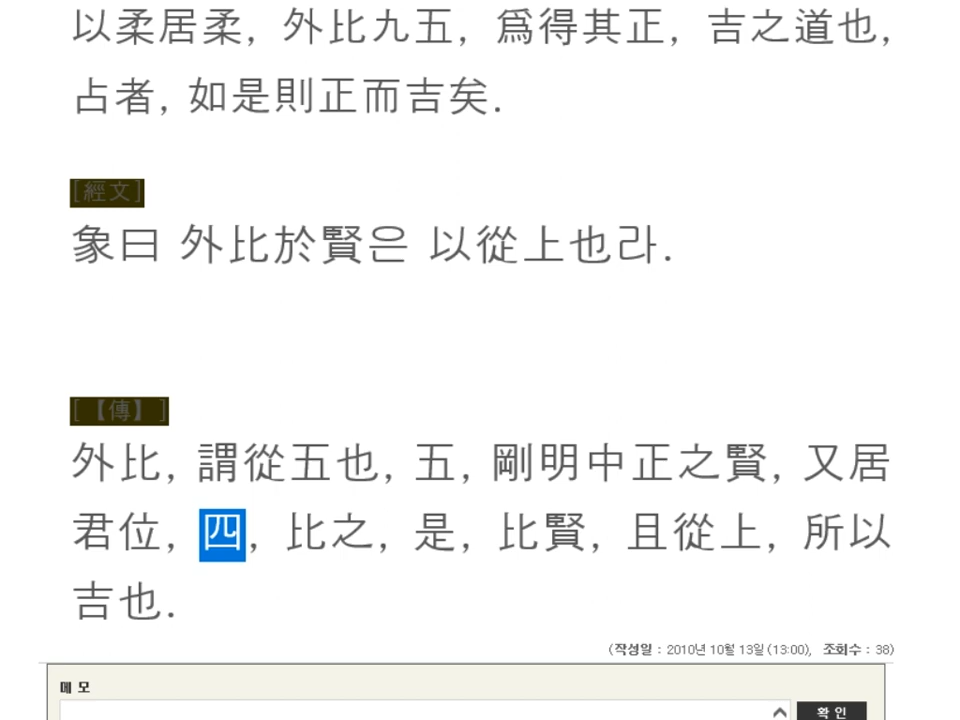 以柔居柔, 外比九五, 爲得其正, 吉之道也,
占者, 如是則正而吉矣.
[經文]
象曰 外比於賢은 以從上也라.
[【傳】]
外比, 謂從五也, 五, 剛明中正之賢, 又居
君位, 四, 比之, 是, 比賢, 且從上, 所以
吉也.
(작성일 : 2010년 10월 13일 (13:00), 조회수 : 38)
메 모
확 인